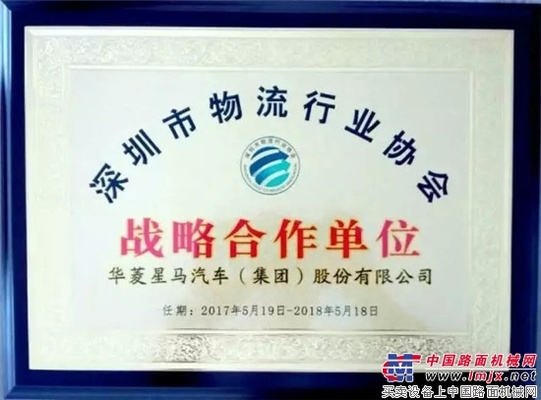 深圳市物流行业协会
战略合作单位
华菱星马汽车（集团）股份有限公司
任期：2017年5月19日-2018年5月18日
中国路面机械网
www.lmjx.net
买卖设备上中国路面机械网